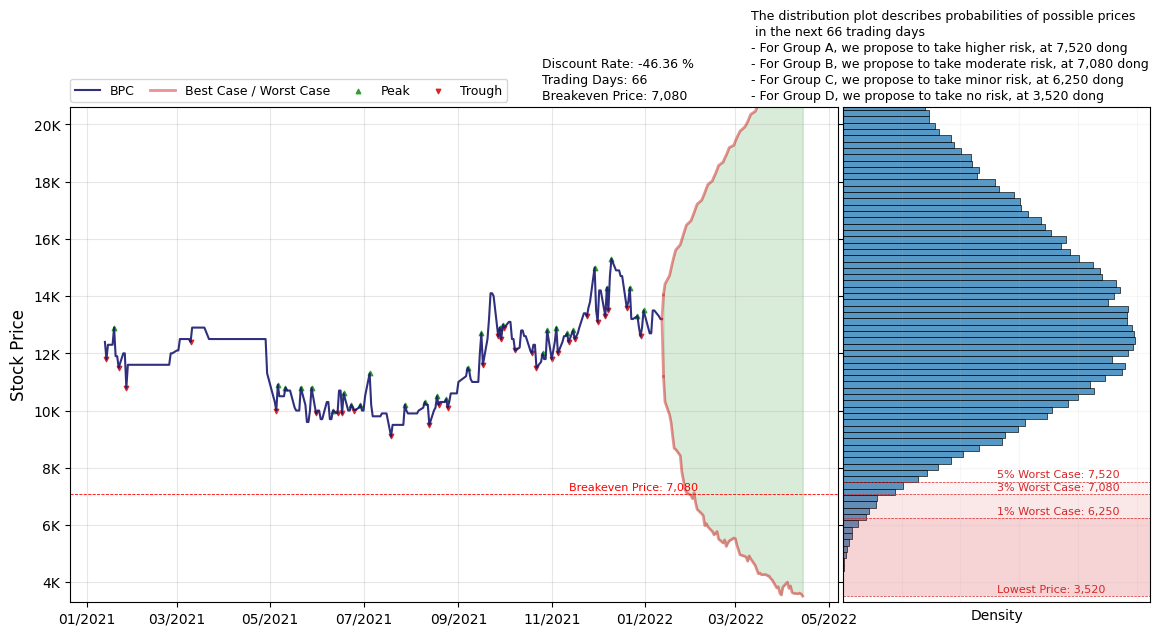 The distribution plot describes probabilities of possible prices
in the next 66 trading days
- For Group A, we propose to take higher risk, at 7,520 dong
- For Group B, we propose to take moderate risk, at 7,080 dong
- For Group C, we propose to take minor risk, at 6,250 dong
- For Group D, we propose to take no risk, at 3,520 dong
Discount Rate: -46.36 %
Trading Days: 66
Breakeven Price: 7,080
BPC
Best Case / Worst Case
Peak
Trough
Stock Price
20K
18K
16K
14K
12K
10K
8K
6K
4K
Breakeven Price: 7,080
5% Worst Case: 7,520
3% Worst Case: 7,080
1% Worst Case: 6,250
Lowest Price: 3,520
01/2021
03/2021
05/2021
07/2021
09/2021
11/2021
01/2022
03/2022
05/2022
Density